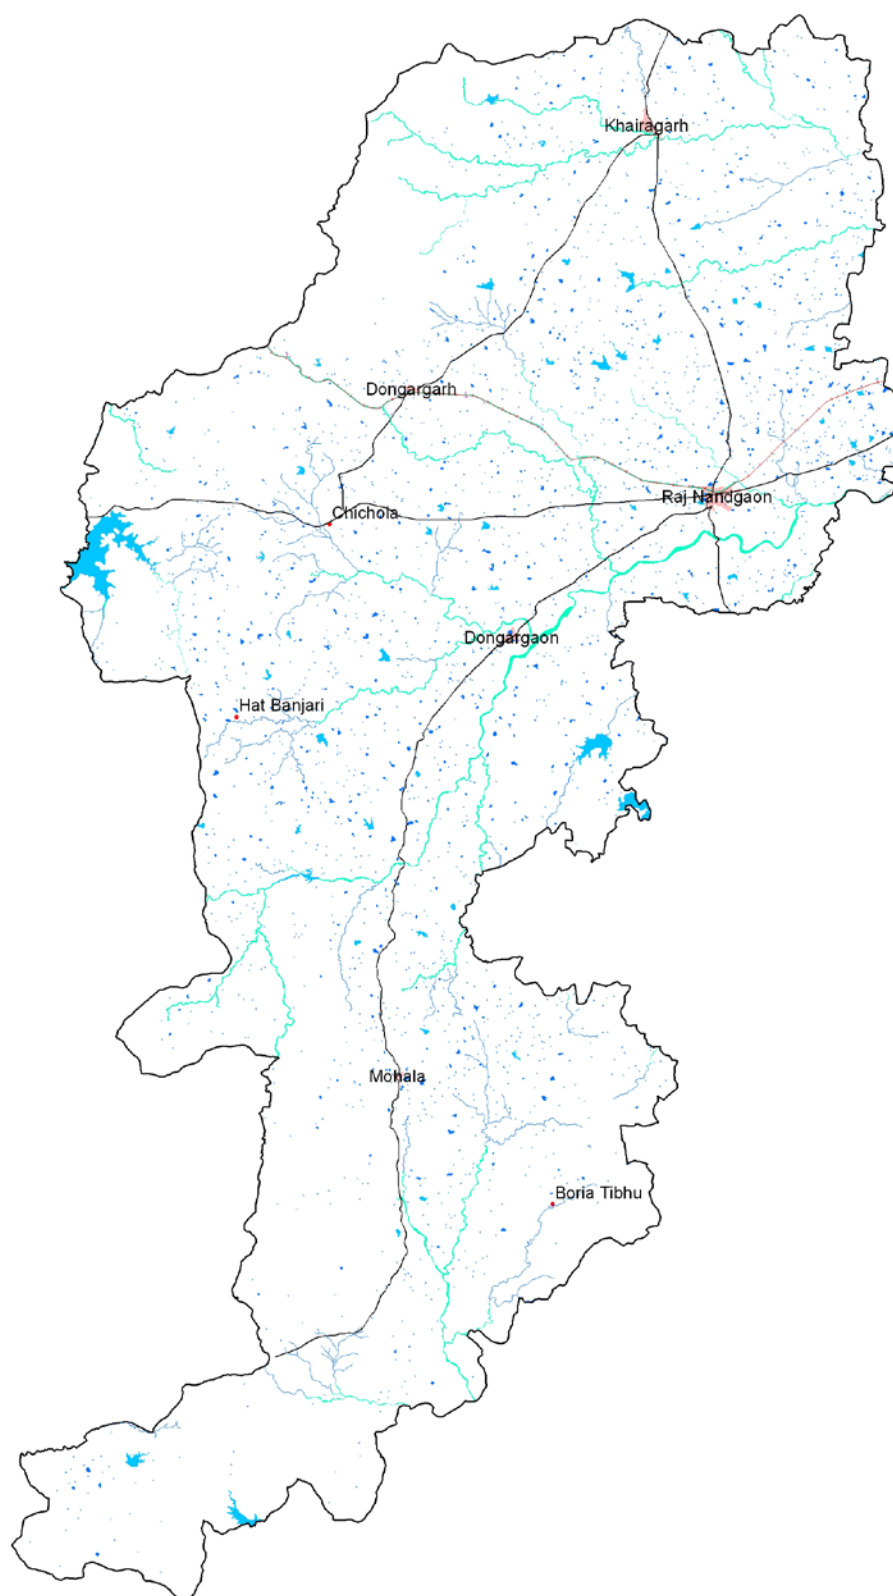 Khairagarh
Dongargarh
Raj Nandgaon
Chichola
Dongargaon
Hat Banjari
Mohala
Boria Tibhu